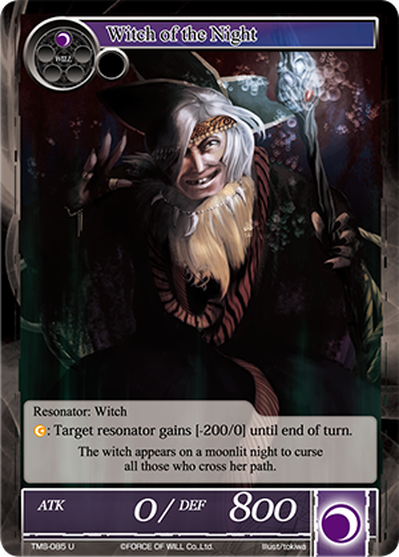 Witch of the Night
WILL
Resonator: Witch
: Target resonator gains [-200/0] until end of turn.
The witch appears on a moonlit night to curse
all those who cross her path.
ATK 0/ DEF 800
TMS-085 U ©FORCE OF WILL Co.,Ltd. Illust/tokiwa